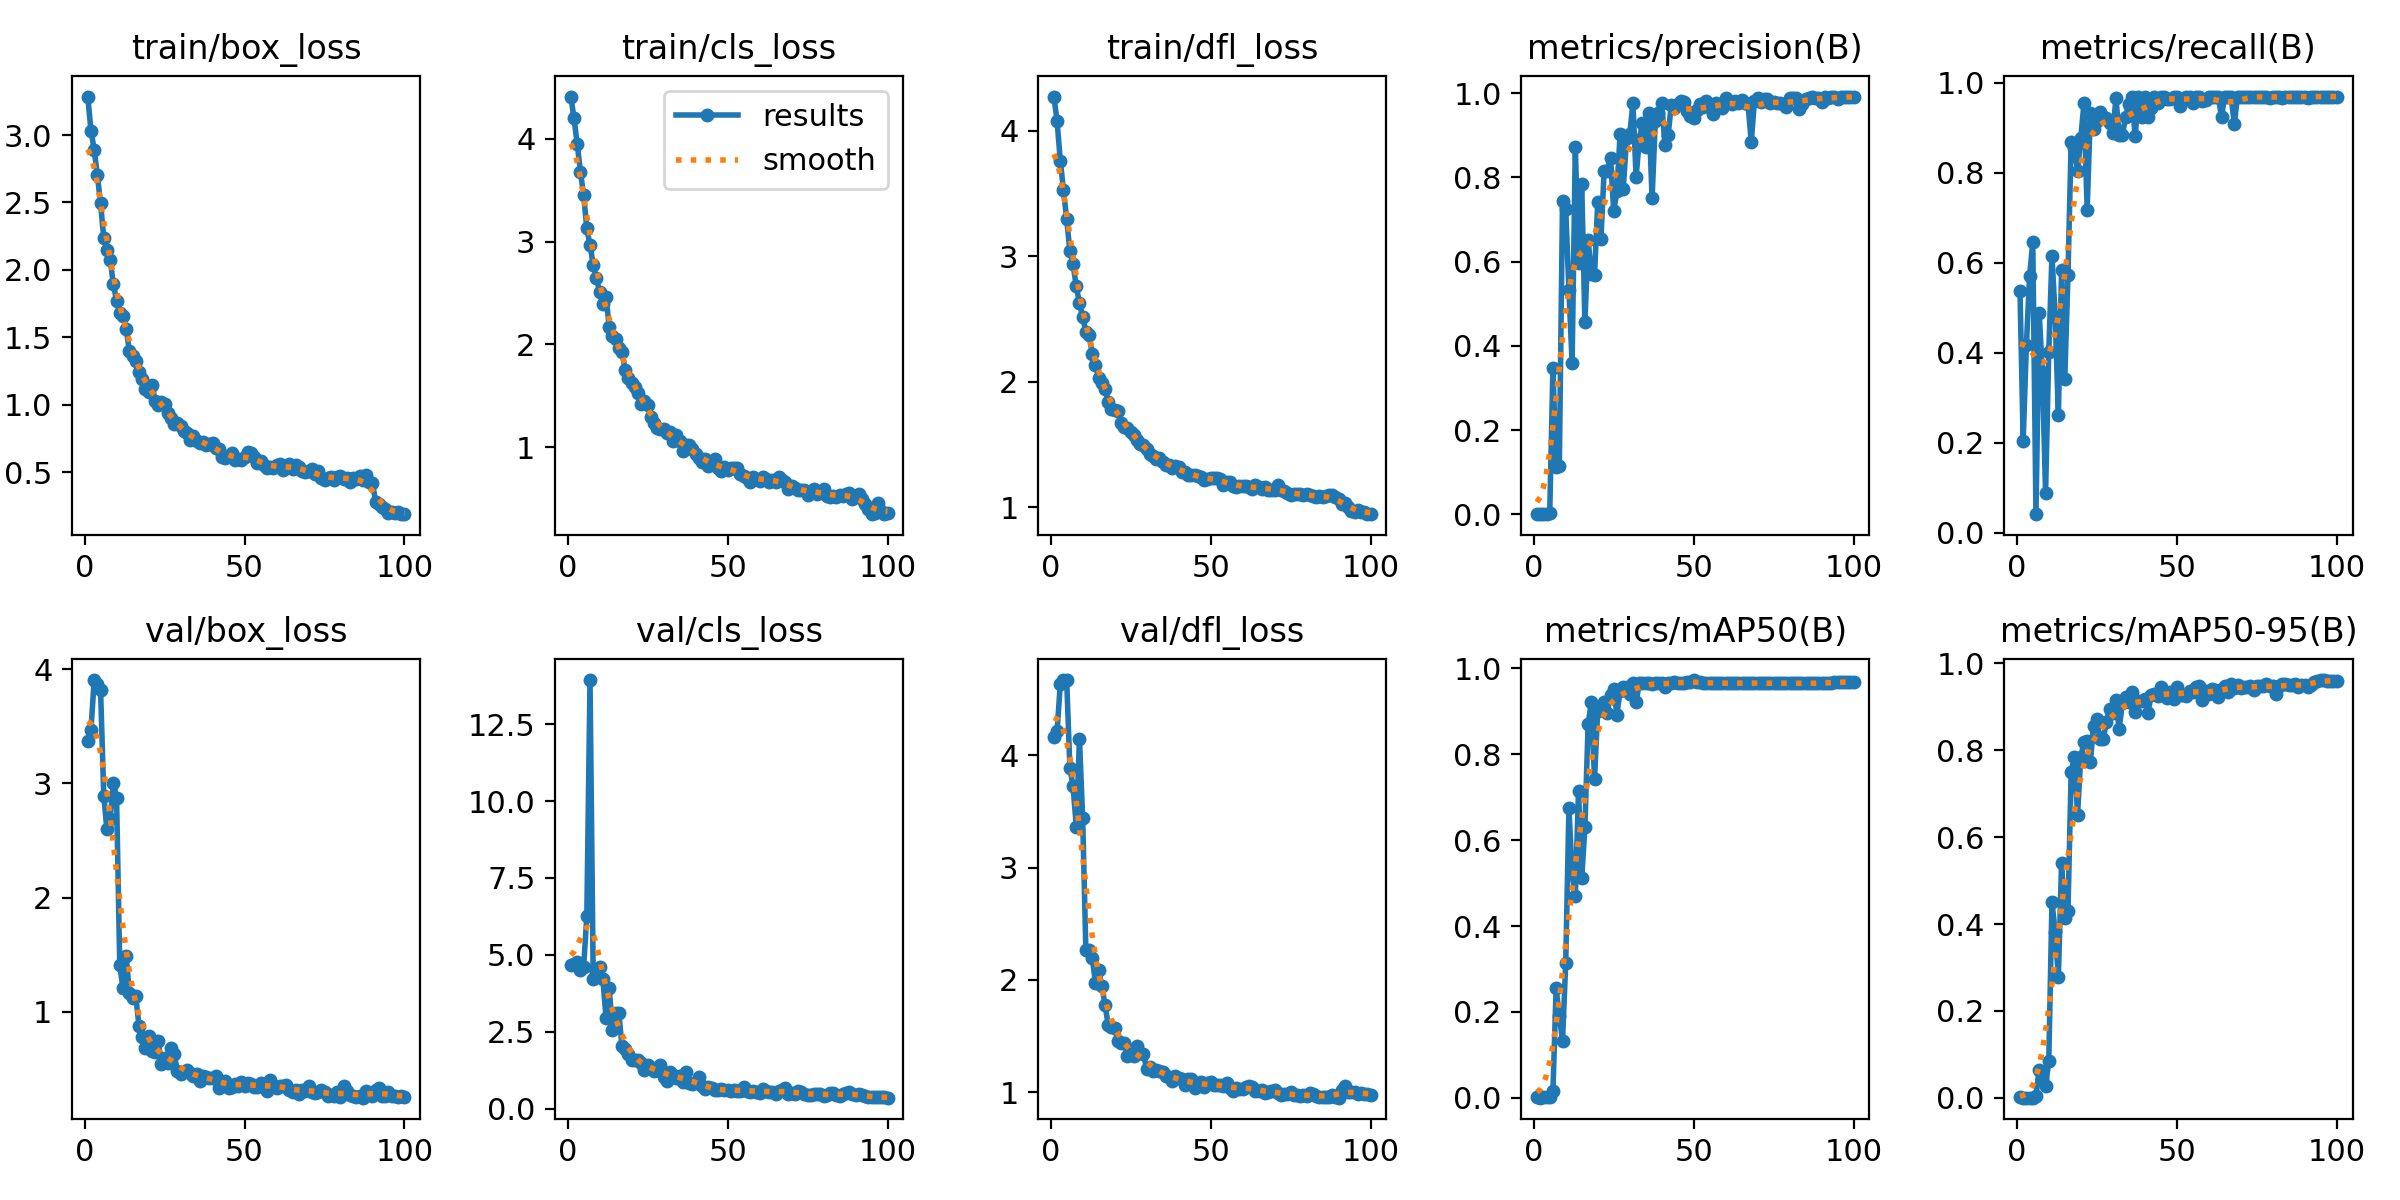 train/box_loss
3.0
2.5
2.0
1.5
1.0
0.5
0 50 100
train/cls_loss
results
smooth
4
3
2
1
0 50 100
train/dfl_loss
4
3
2
1
0 50 100
metrics/precision(B)
1.0
0.8
0.6
0.4
0.2
0.0
0 50 100
metrics/recall(B)
1.0
0.8
0.6
0.4
0.2
0.0
0 50 100
val/box_loss
4
3
2
1
0 50 100
val/cls_loss
12.5
10.0
7.5
5.0
2.5
0.0
0 50 100
val/dfl_loss
4
3
2
1
0 50 100
metrics/mAP50(B)
1.0
0.8
0.6
0.4
0.2
0.0
0 50 100
metrics/mAP50-95(B)
1.0
0.8
0.6
0.4
0.2
0.0
0 50 100